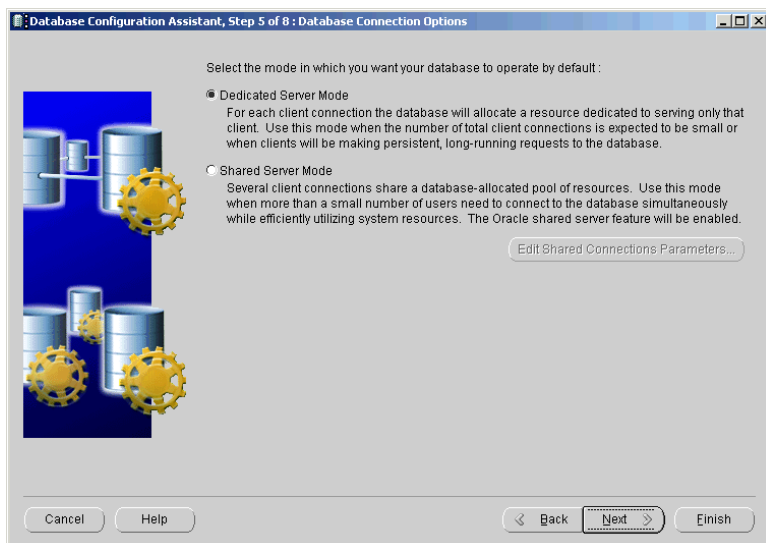 Database Configuration Assistant, Step 5 of 8 : Database Connection Options
Select the mode in which you want your database to operate by default :
Dedicated Server Mode
For each client connection the database will allocate a resource dedicated to serving only that
client. Use this mode when the number of total client connections is expected to be small or
when clients will be making persistent, long-running requests to the database.
Shared Server Mode
Several client connections share a database-allocated pool of resources. Use this mode
when more than a small number of users need to connect to the database simultaneously
while efficiently utilizing system resources. The Oracle shared server feature will be enabled.
Edit Shared Connections Parameters...
Cancel Help Back Next Finish